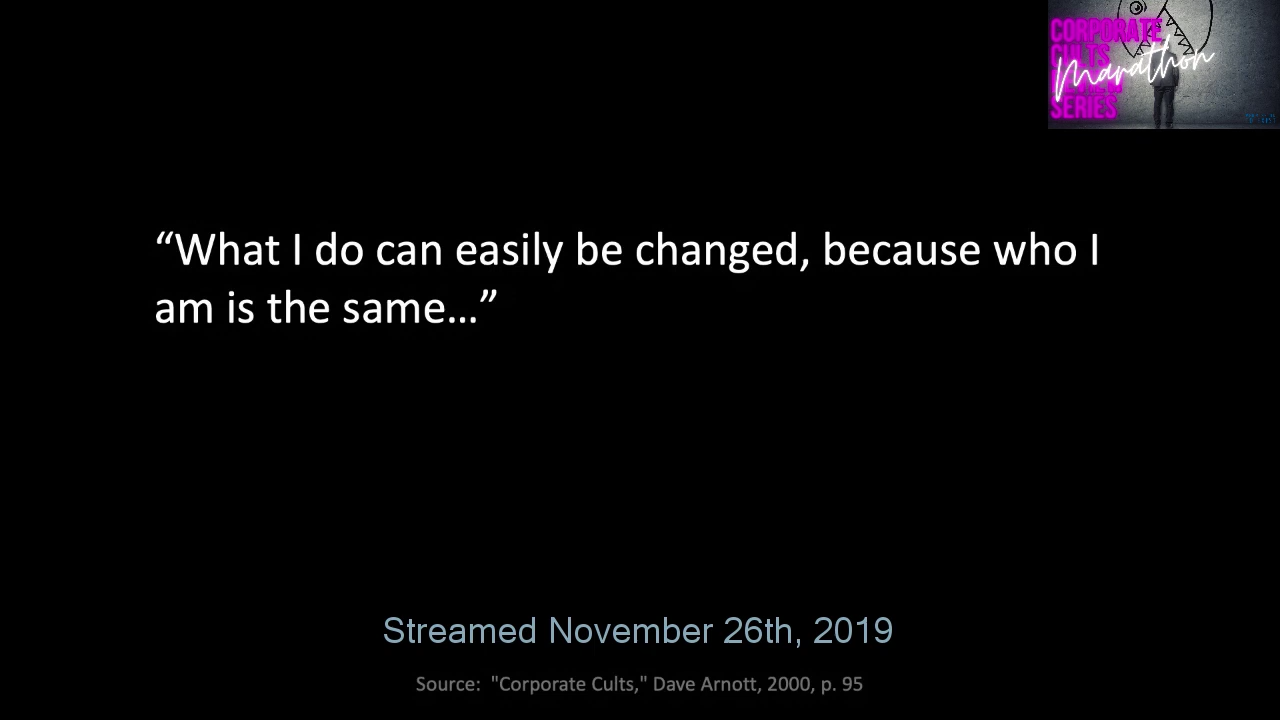 CORPORATE
CULTS
Marathon
SERIES
“What I do can easily be changed, because who I
am is the same...”
Streamed November 26th, 2019
Source:  "Corporate Cults," Dave Arnott, 2000, p. 95